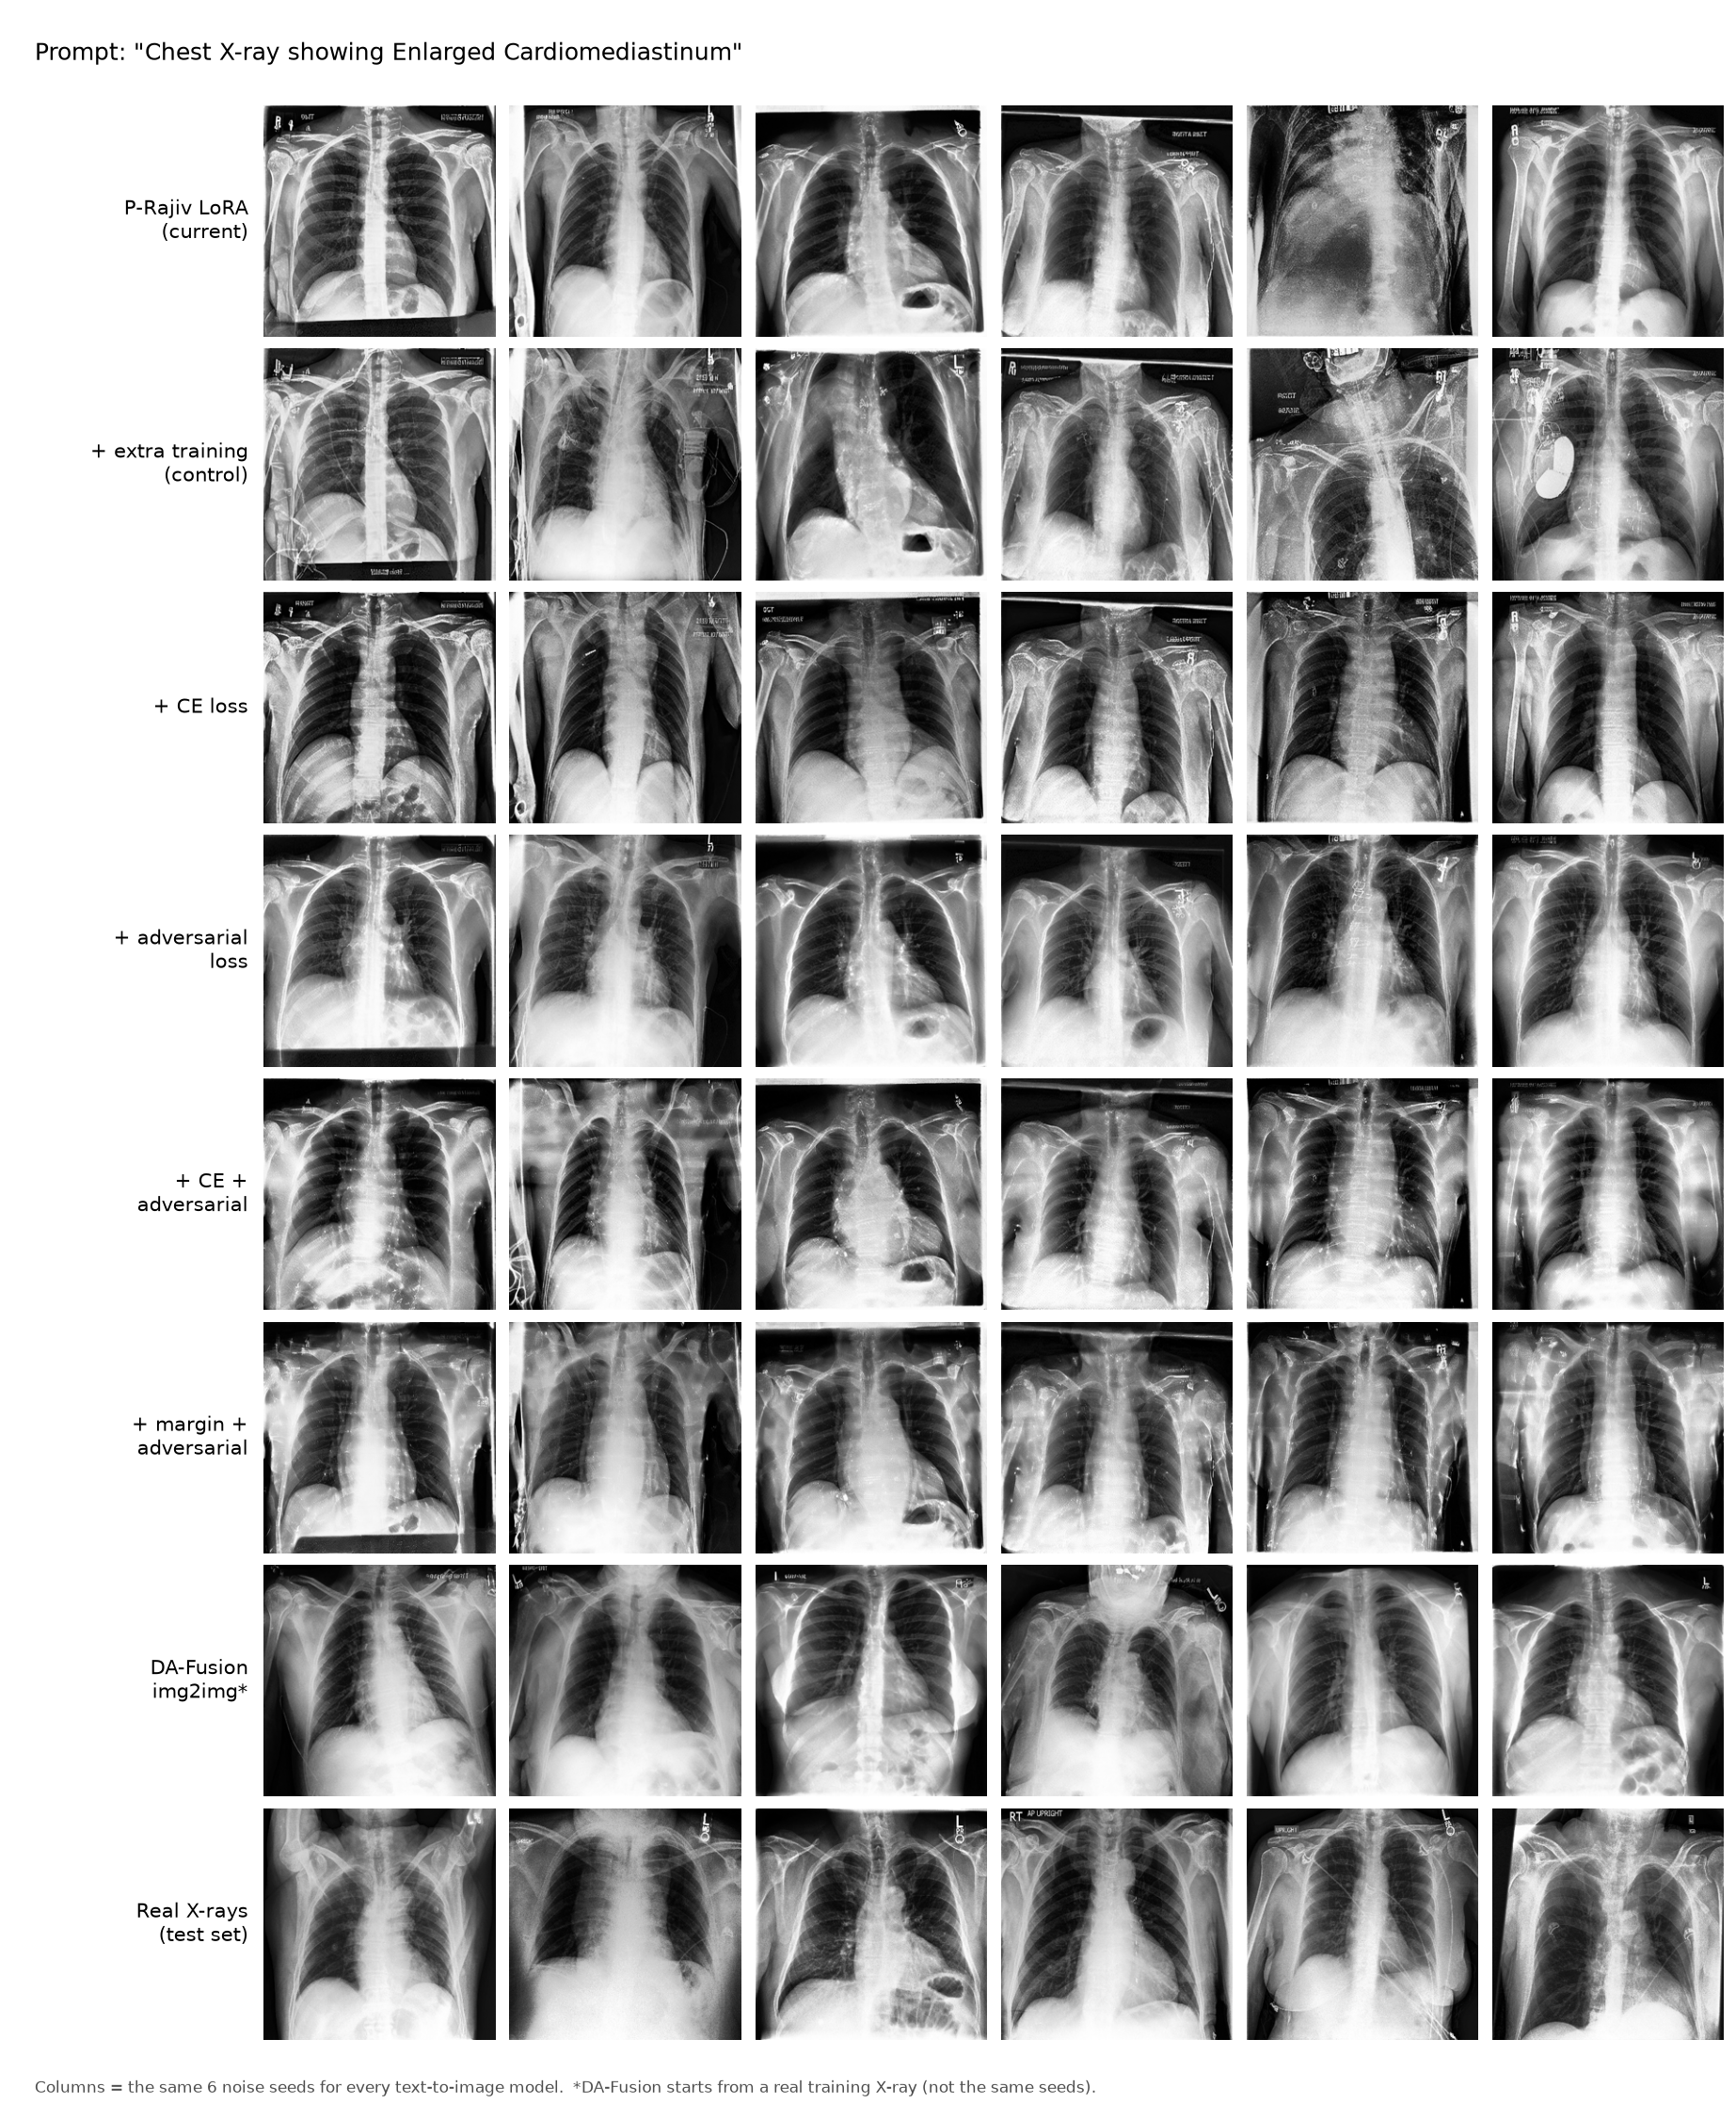 Prompt: "Chest X-ray showing Enlarged Cardiomediastinum"
P-Rajiv LoRA
(current)
+ extra training
(control)
+ CE loss
+ adversarial
loss
+ CE +
adversarial
+ margin +
adversarial
DA-Fusion
img2img*
Real X-rays
(test set)
RT AP UPRIGHT
UPRIGHT
Columns = the same 6 noise seeds for every text-to-image model. *DA-Fusion starts from a real training X-ray (not the same seeds).